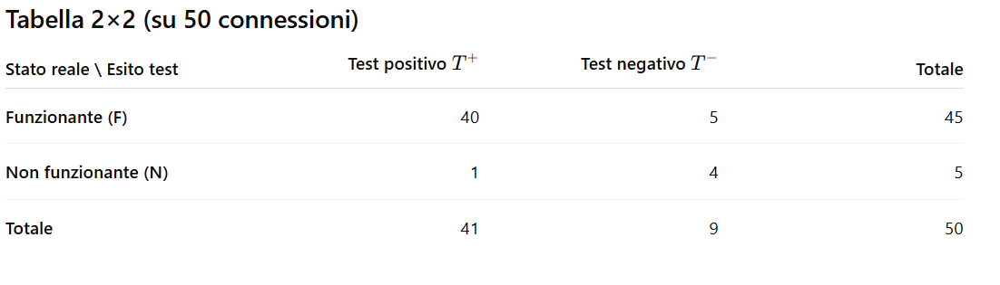 Tabella 2×2 (su 50 connessioni)
Stato reale \ Esito test Test positivo T⁺ Test negativo T⁻ Totale
Funzionante (F) 40 5 45
Non funzionante (N) 1 4 5
Totale 41 9 50